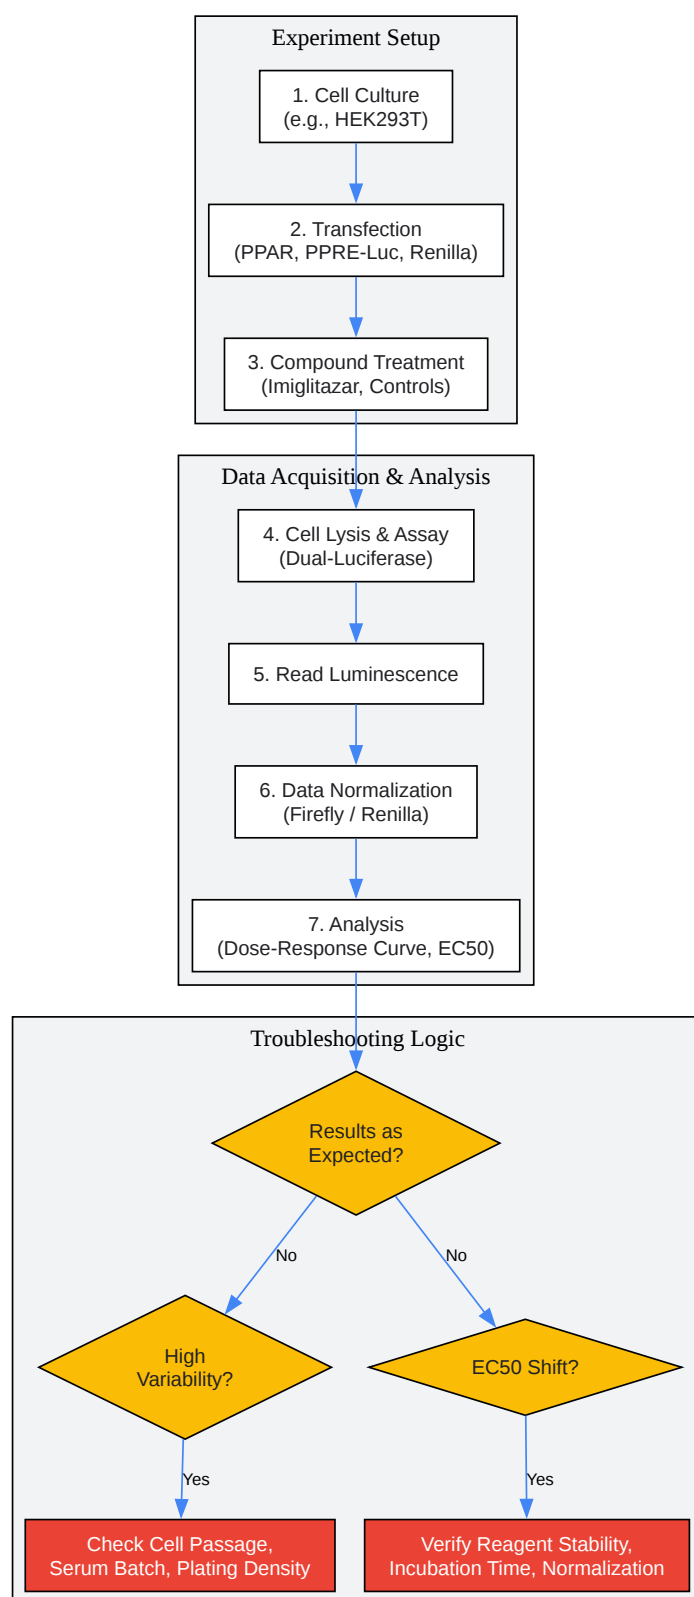 Experiment Setup
1. Cell Culture
(e.g., HEK293T)
2. Transfection
(PPAR, PPRE-Luc, Renilla)
3. Compound Treatment
(Imiglitazar, Controls)
Data Acquisition & Analysis
4. Cell Lysis & Assay
(Dual-Luciferase)
5. Read Luminescence
6. Data Normalization
(Firefly / Renilla)
7. Analysis
(Dose-Response Curve, EC50)
Troubleshooting Logic
Results as
Expected?
No
No
High
Variability?
EC50 Shift?
Yes
Yes
Check Cell Passage,
Serum Batch, Plating Density
Verify Reagent Stability,
Incubation Time, Normalization